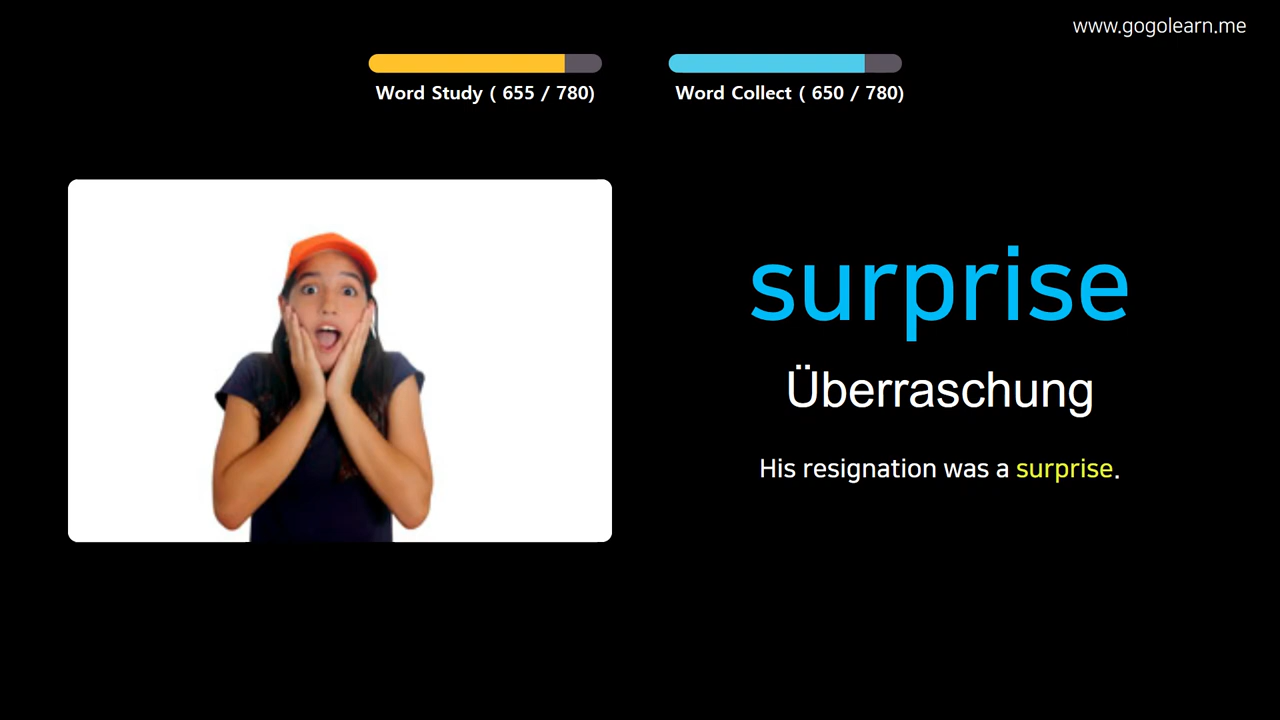 www.gogolearn.me
Word Study ( 655 / 780)
Word Collect ( 650 / 780)
surprise
Überraschung
His resignation was a surprise.